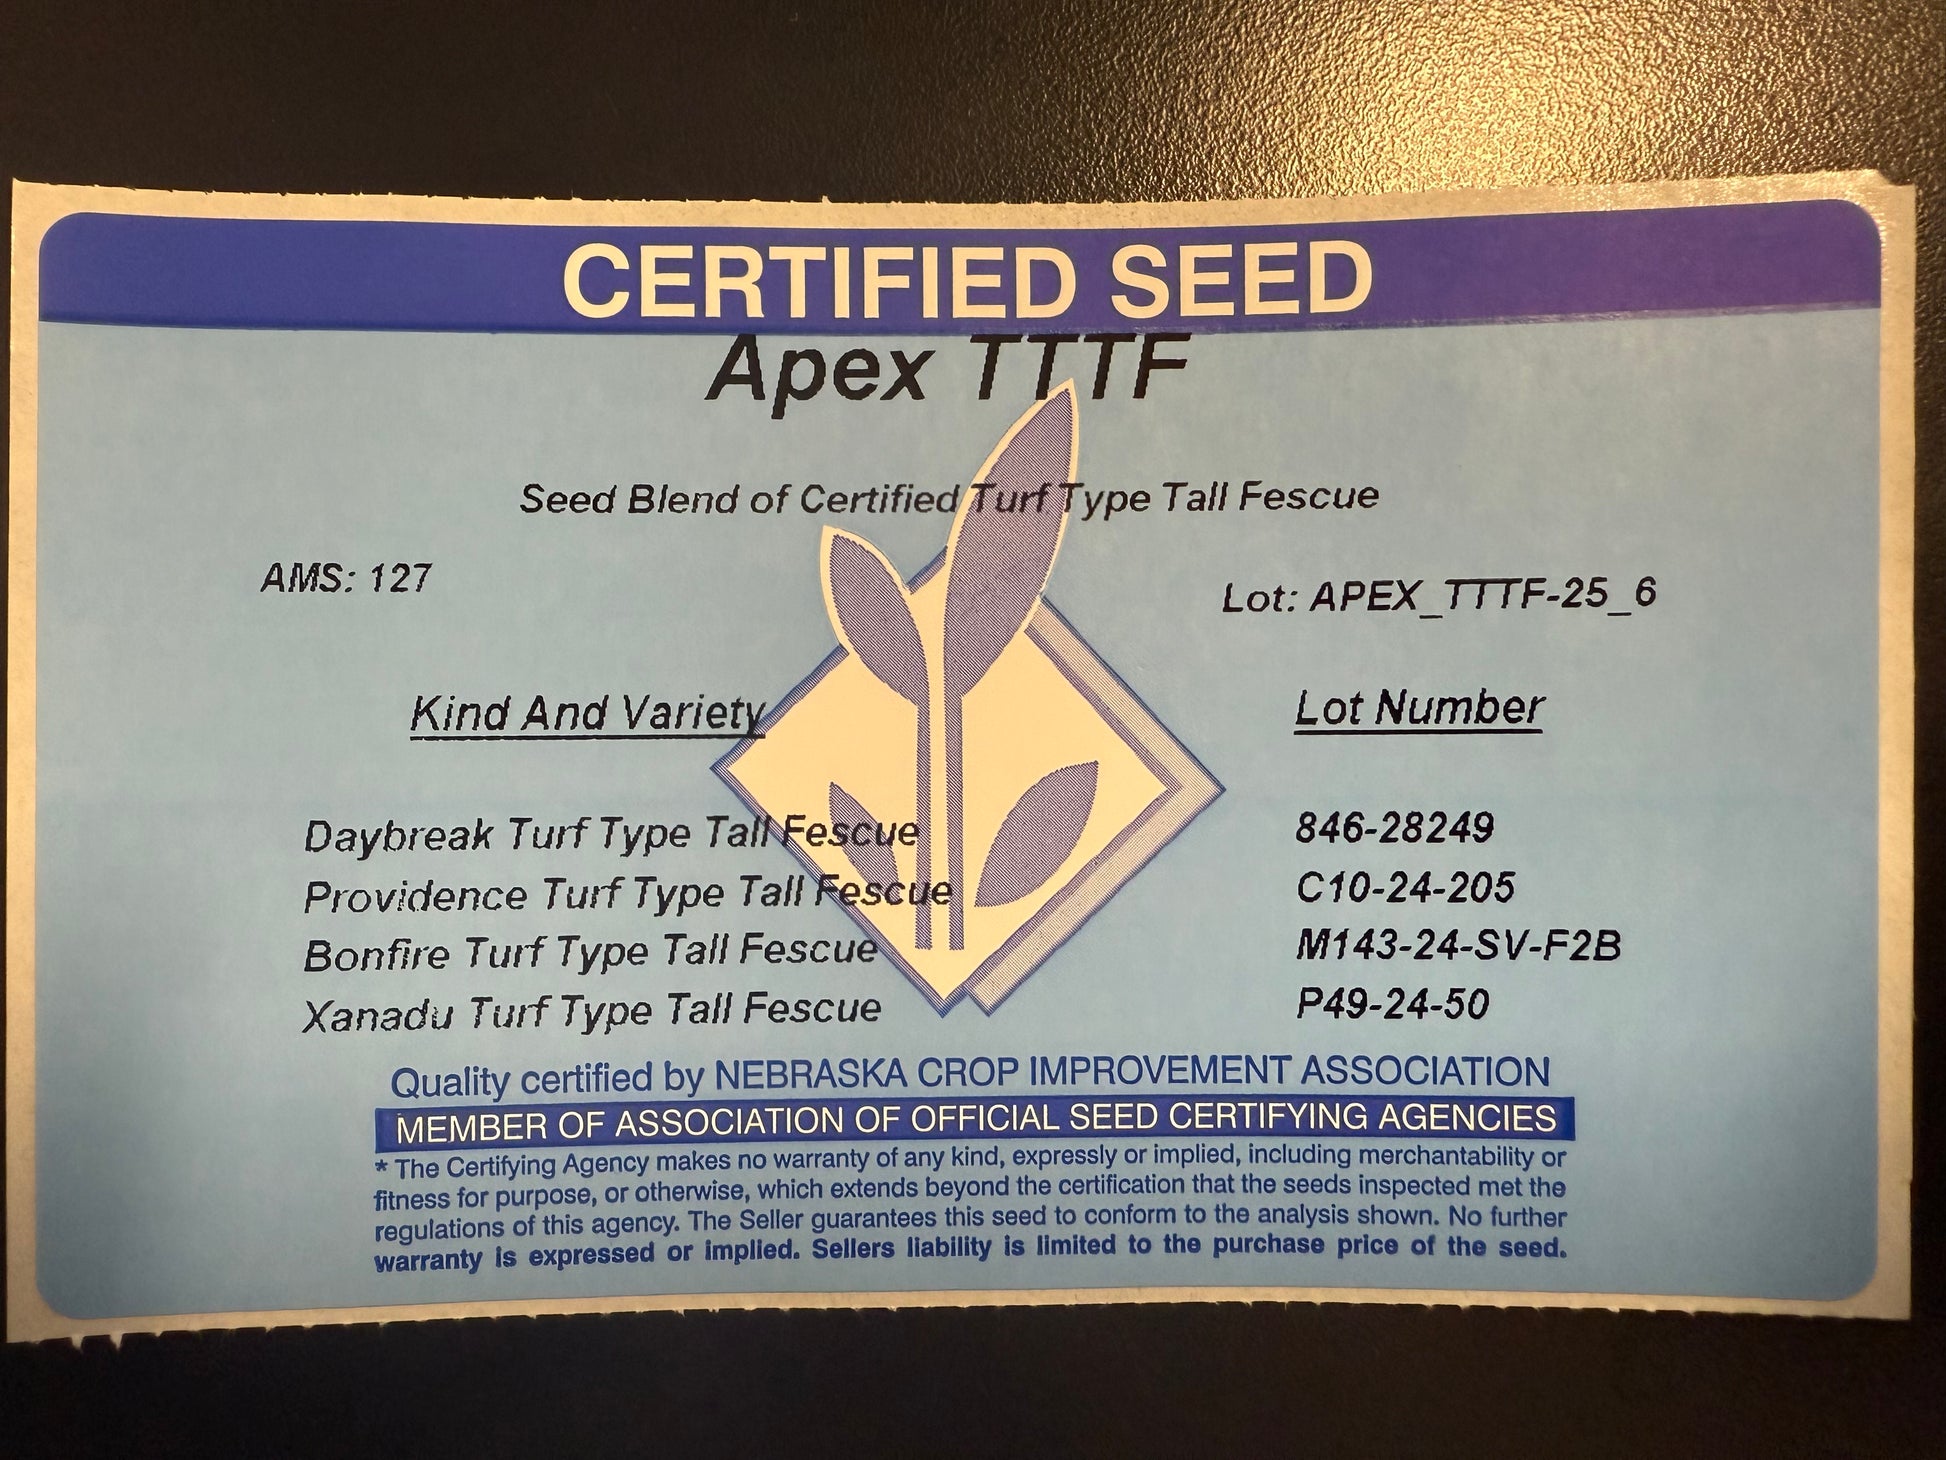 CERTIFIED SEED
Apex TTTF
Seed Blend of Certified Turf Type Tall Fescue
AMS: 127
Lot: APEX_TTTF-25_6
Kind And Variety
Lot Number
Daybreak Turf Type Tall Fescue
846-28249
Providence Turf Type Tall Fescue
C10-24-205
Bonfire Turf Type Tall Fescue
M143-24-SV-F2B
Xanadu Turf Type Tall Fescue
P49-24-50
Quality certified by NEBRASKA CROP IMPROVEMENT ASSOCIATION
MEMBER OF ASSOCIATION OF OFFICIAL SEED CERTIFYING AGENCIES
* The Certifying Agency makes no warranty of any kind, expressly or implied, including merchantability or
fitness for purpose, or otherwise, which extends beyond the certification that the seeds inspected met the
regulations of this agency. The Seller guarantees this seed to conform to the analysis shown. No further
warranty is expressed or implied. Sellers liability is limited to the purchase price of the seed.